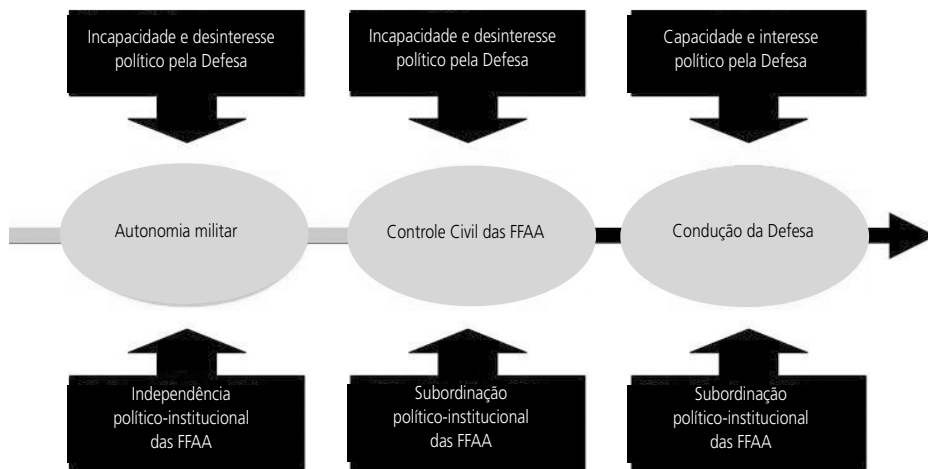 Incapacidade e desinteresse
político pela Defesa
Incapacidade e desinteresse
político pela Defesa
Capacidade e interesse
político pela Defesa
Autonomia militar
Controle Civil das FFAA
Condução da Defesa
Independência
político-institucional
das FFAA
Subordinação
político-institucional
das FFAA
Subordinação
político-institucional
das FFAA